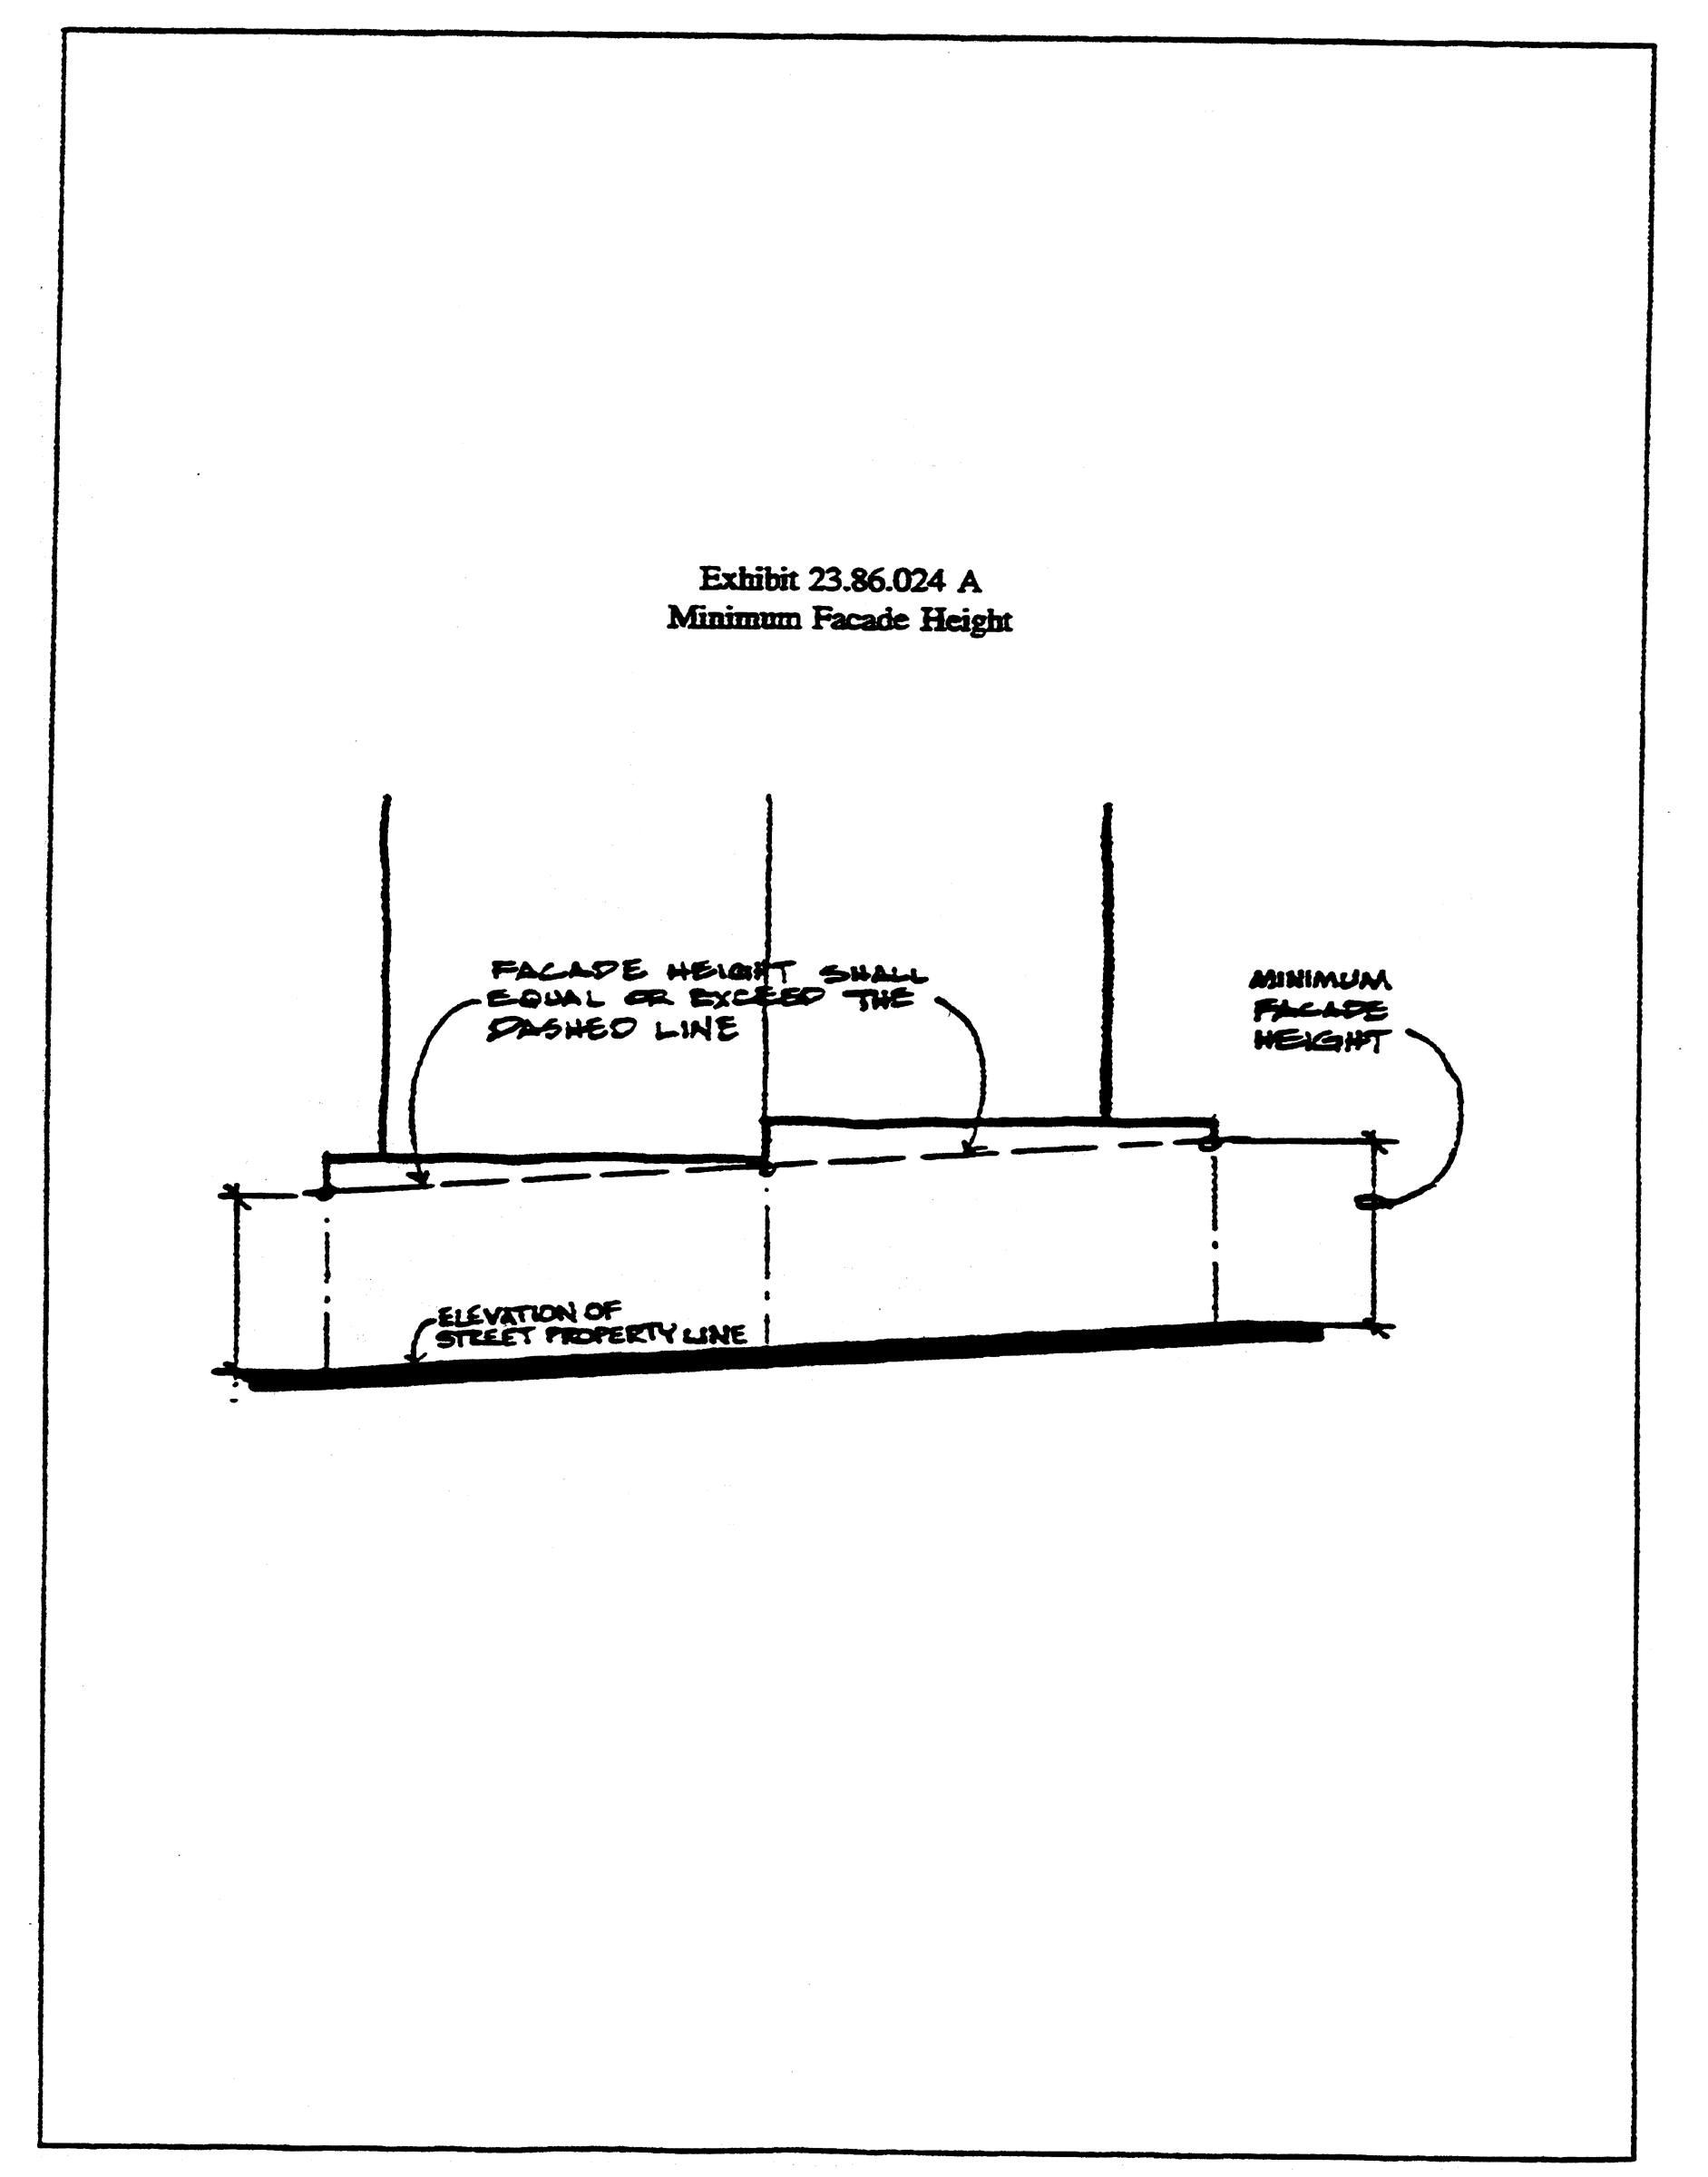 Exhibit 23.86.024 A
Minimum Facade Height
FACADE HEIGHT SHALL
EQUAL OR EXCEED THE
DASHED LINE
MINIMUM
FACADE
HEIGHT
ELEVATION OF
STREET PROPERTY LINE